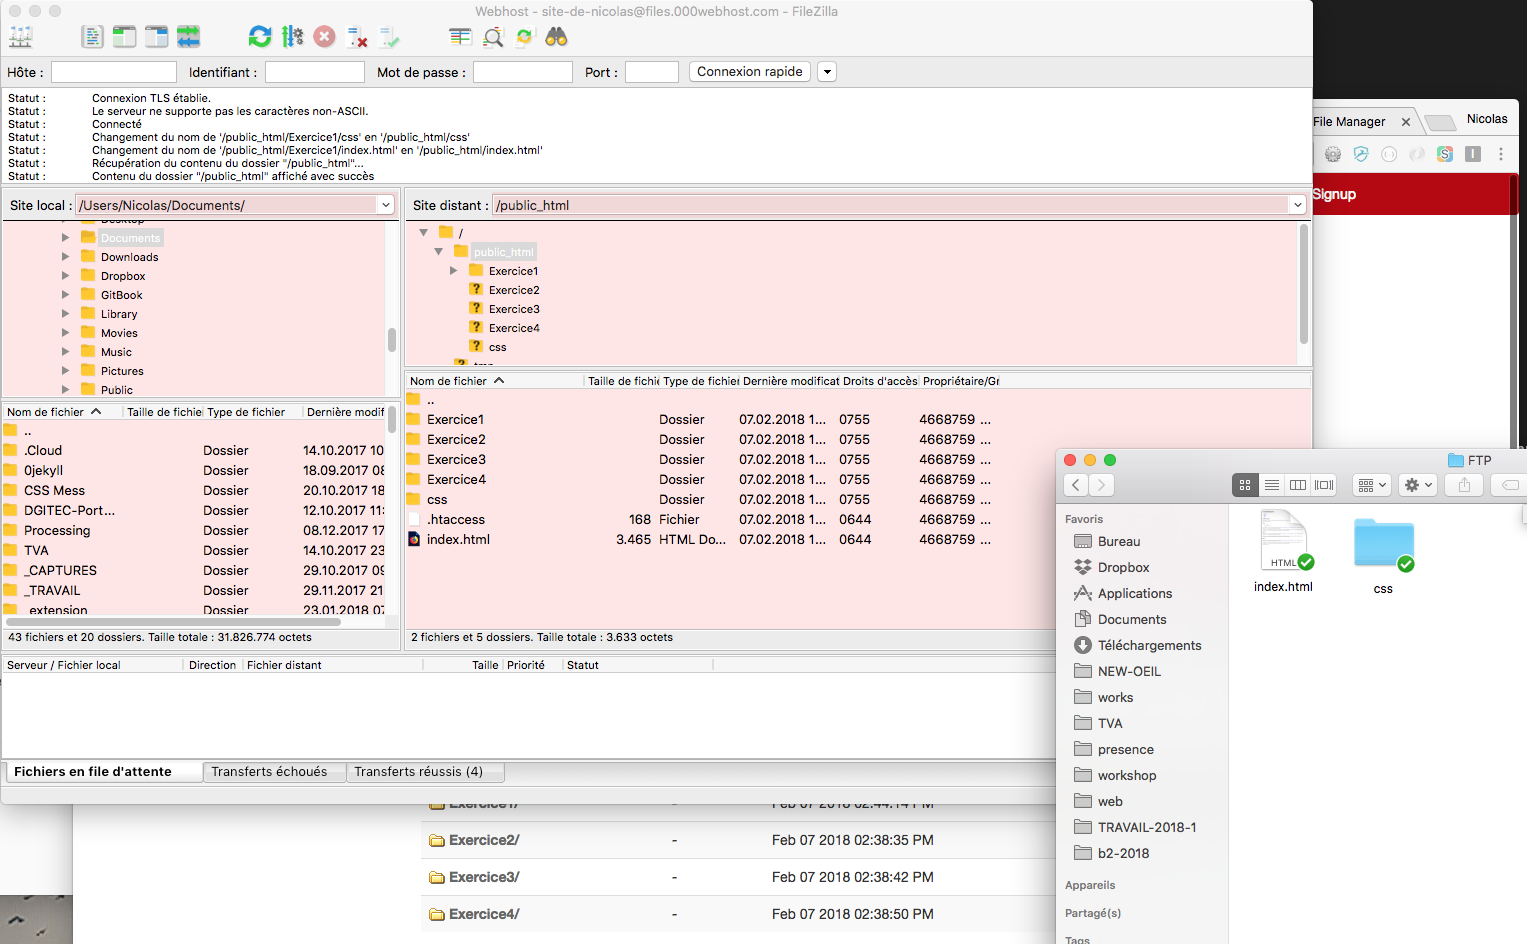 Webhost - site-de-nicolas@files.000webhost.com - FileZilla
Hôte :
Identifiant :
Mot de passe :
Port :
Connexion rapide
Statut : Connexion TLS établie.
Statut : Le serveur ne supporte pas les caractères non-ASCII.
Statut : Connecté
Statut : Changement du nom de '/public_html/Exercice1/css' en '/public_html/css'
Statut : Changement du nom de '/public_html/Exercice1/index.html' en '/public_html/index.html'
Statut : Récupération du contenu du dossier "/public_html"...
Statut : Contenu du dossier "/public_html" affiché avec succès
File Manager
Nicolas
Signup
Site local : /Users/Nicolas/Documents/
Desktop
Documents
Downloads
Dropbox
GitBook
Library
Movies
Music
Pictures
Public
Site distant : /public_html
/
public_html
Exercice1
Exercice2
Exercice3
Exercice4
css
tmp
Nom de fichier Taille de fichie Type de fichier Dernière modif
..
.Cloud Dossier 14.10.2017 10
0jekyll Dossier 18.09.2017 08
CSS Mess Dossier 20.10.2017 18
DGITEC-Port... Dossier 12.10.2017 11:
Processing Dossier 08.12.2017 17
TVA Dossier 14.10.2017 23
_CAPTURES Dossier 29.10.2017 09
_TRAVAIL Dossier 29.11.2017 21
_extension Dossier 23.01.2018 07
43 fichiers et 20 dossiers. Taille totale : 31.826.774 octets
Nom de fichier Taille de fichi Type de fichier Dernière modificat Droits d'accès Propriétaire/Gr
..
Exercice1 Dossier 07.02.2018 1... 0755 4668759 ...
Exercice2 Dossier 07.02.2018 1... 0755 4668759 ...
Exercice3 Dossier 07.02.2018 1... 0755 4668759 ...
Exercice4 Dossier 07.02.2018 1... 0755 4668759 ...
css Dossier 07.02.2018 1... 0755 4668759 ...
.htaccess 168 Fichier 07.02.2018 1... 0644 4668759 ...
index.html 3.465 HTML Do... 07.02.2018 1... 0644 4668759 ...
2 fichiers et 5 dossiers. Taille totale : 3.633 octets
Serveur / Fichier local Direction Fichier distant Taille Priorité Statut
Fichiers en file d'attente
Transferts échoués
Transferts réussis (4)
Exercice1/ - Feb 07 2018 02:44:14 PM
Exercice2/ - Feb 07 2018 02:38:35 PM
Exercice3/ - Feb 07 2018 02:38:42 PM
Exercice4/ - Feb 07 2018 02:38:50 PM
FTP
Favoris
Bureau
Dropbox
Applications
Documents
Téléchargements
NEW-OEIL
works
TVA
presence
workshop
web
TRAVAIL-2018-1
b2-2018
Appareils
Partagé(s)
Tags
HTML
index.html
css